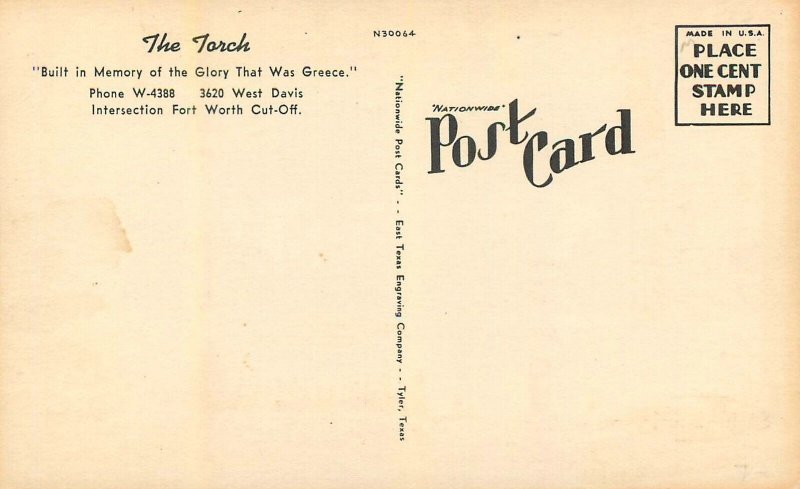 The Torch
"Built in Memory of the Glory That Was Greece."
Phone W-4388 3620 West Davis
Intersection Fort Worth Cut-Off.
N30064
"Nationwide Post Cards" - - East Texas Engraving Company - - Tyler, Texas
"NATIONWIDE"
Post Card
MADE IN U.S.A.
PLACE
ONE CENT
STAMP
HERE